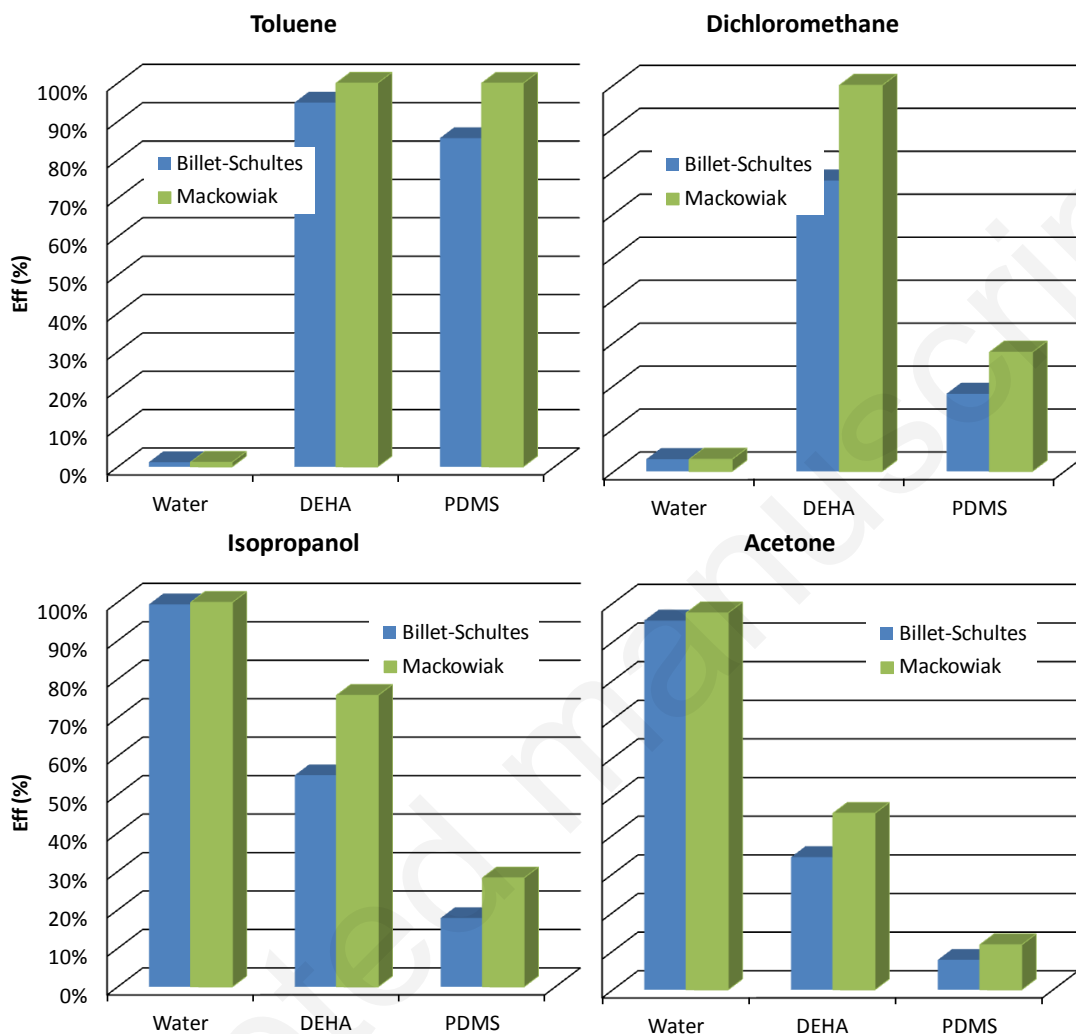 Toluene
Dichloromethane
100%
90%
80%
70%
60%
50%
40%
30%
20%
10%
0%
Eff (%)
Billet-Schultes
Mackowiak
Water
DEHA
PDMS
Billet-Schultes
Mackowiak
Water
DEHA
PDMS
Isopropanol
Acetone
100%
90%
80%
70%
60%
50%
40%
30%
20%
10%
0%
Eff (%)
Billet-Schultes
Mackowiak
Water
DEHA
PDMS
Billet-Schultes
Mackowiak
Water
DEHA
PDMS